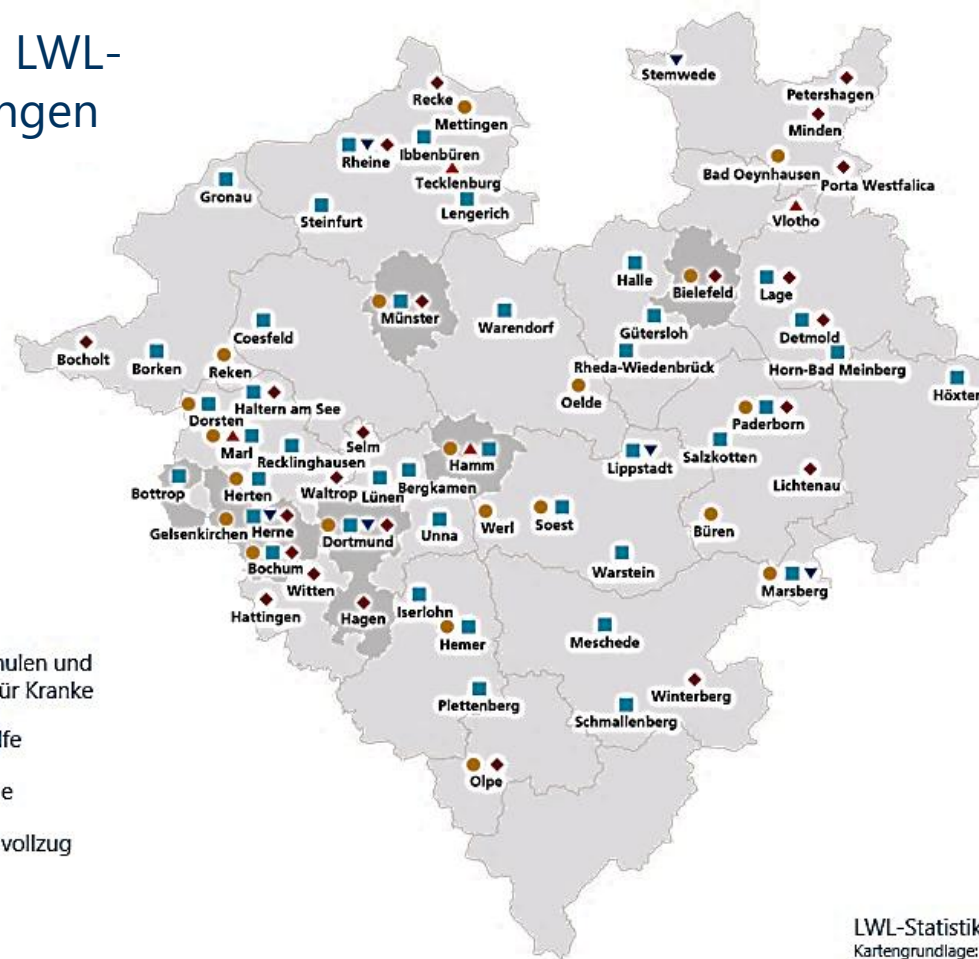 LWL-
ngen
Stemwede
Petershagen
Recke
Mettingen
Minden
Rheine
Ibbenbüren
Bad Oeynhausen
Porta Westfalica
Tecklenburg
Gronau
Lengerich
Vlotho
Steinfurt
Halle
Bielefeld
Lage
Münster
Warendorf
Gütersloh
Detmold
Coesfeld
Bocholt
Borken
Reken
Rheda-Wiedenbrück
Horn-Bad Meinberg
Höxter
Oelde
Dorsten
Haltern am See
Paderborn
Marl
Selm
Recklinghausen
Hamm
Lippstadt
Salzkotten
Lichtenau
Bottrop
Herten
Waltrop
Lünen
Bergkamen
Gelsenkirchen
Herne
Dortmund
Unna
Werl
Soest
Büren
Bochum
Witten
Warstein
Marsberg
Hattingen
Hagen
Iserlohn
Hemer
Meschede
Winterberg
Plettenberg
Schmallenberg
Olpe
ulen und
ür Kranke
lfe
e
vollzug
LWL-Statistik
Kartengrundlage: